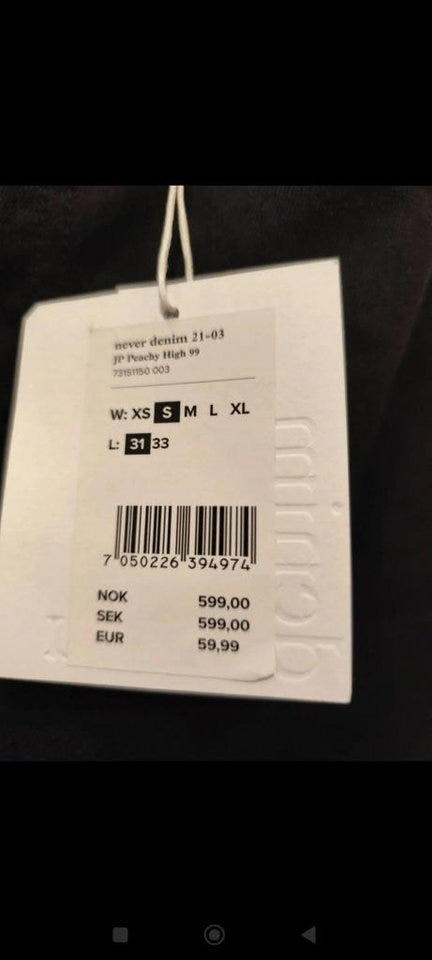 never denim 21-03
JP Peachy High 99
73151150 003
W: XS S M L XL
L: 31 33
7 050226 394974
NOK 599,00
SEK 599,00
EUR 59,99
denim